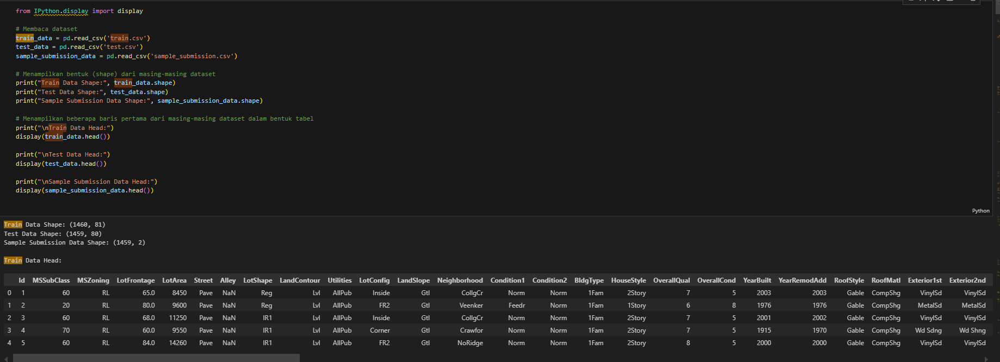 from IPython.display import display
# Membaca dataset
train_data = pd.read_csv('train.csv')
test_data = pd.read_csv('test.csv')
sample_submission_data = pd.read_csv('sample_submission.csv')
# Menampilkan bentuk (shape) dari masing-masing dataset
print("Train Data Shape:", train_data.shape)
print("Test Data Shape:", test_data.shape)
print("Sample Submission Data Shape:", sample_submission_data.shape)
# Menampilkan beberapa baris pertama dari masing-masing dataset dalam bentuk tabel
print("\nTrain Data Head:")
display(train_data.head())
print("\nTest Data Head:")
display(test_data.head())
print("\nSample Submission Data Head:")
display(sample_submission_data.head())
Python
Train Data Shape: (1460, 81)
Test Data Shape: (1459, 80)
Sample Submission Data Shape: (1459, 2)
Train Data Head:
Id MSSubClass MSZoning LotFrontage LotArea Street Alley LotShape LandContour Utilities LotConfig LandSlope Neighborhood Condition1 Condition2 BldgType HouseStyle OverallQual OverallCond YearBuilt YearRemodAdd RoofStyle RoofMatl Exterior1st Exterior2nd
0 1 60 RL 65.0 8450 Pave NaN Reg Lvl AllPub Inside Gtl CollgCr Norm Norm 1Fam 2Story 7 5 2003 2003 Gable CompShg VinylSd VinylSd
1 2 20 RL 80.0 9600 Pave NaN Reg Lvl AllPub FR2 Gtl Veenker Feedr Norm 1Fam 1Story 6 8 1976 1976 Gable CompShg MetalSd MetalSd
2 3 60 RL 68.0 11250 Pave NaN IR1 Lvl AllPub Inside Gtl CollgCr Norm Norm 1Fam 2Story 7 5 2001 2002 Gable CompShg VinylSd VinylSd
3 4 70 RL 60.0 9550 Pave NaN IR1 Lvl AllPub Corner Gtl Crawfor Norm Norm 1Fam 2Story 7 5 1915 1970 Gable CompShg Wd Sdng Wd Shng
4 5 60 RL 84.0 14260 Pave NaN IR1 Lvl AllPub FR2 Gtl NoRidge Norm Norm 1Fam 2Story 8 5 2000 2000 Gable CompShg VinylSd VinylSd